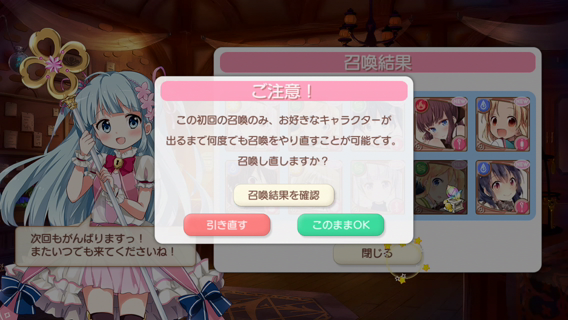 召喚結果
ご注意！
この初回の召喚のみ、お好きなキャラクターが
出るまで何度でも召喚をやり直すことが可能です。
召喚し直しますか？
召喚結果を確認
引き直す
このままOK
次回もがんばりますっ！
またいつでも来てくださいね！
閉じる